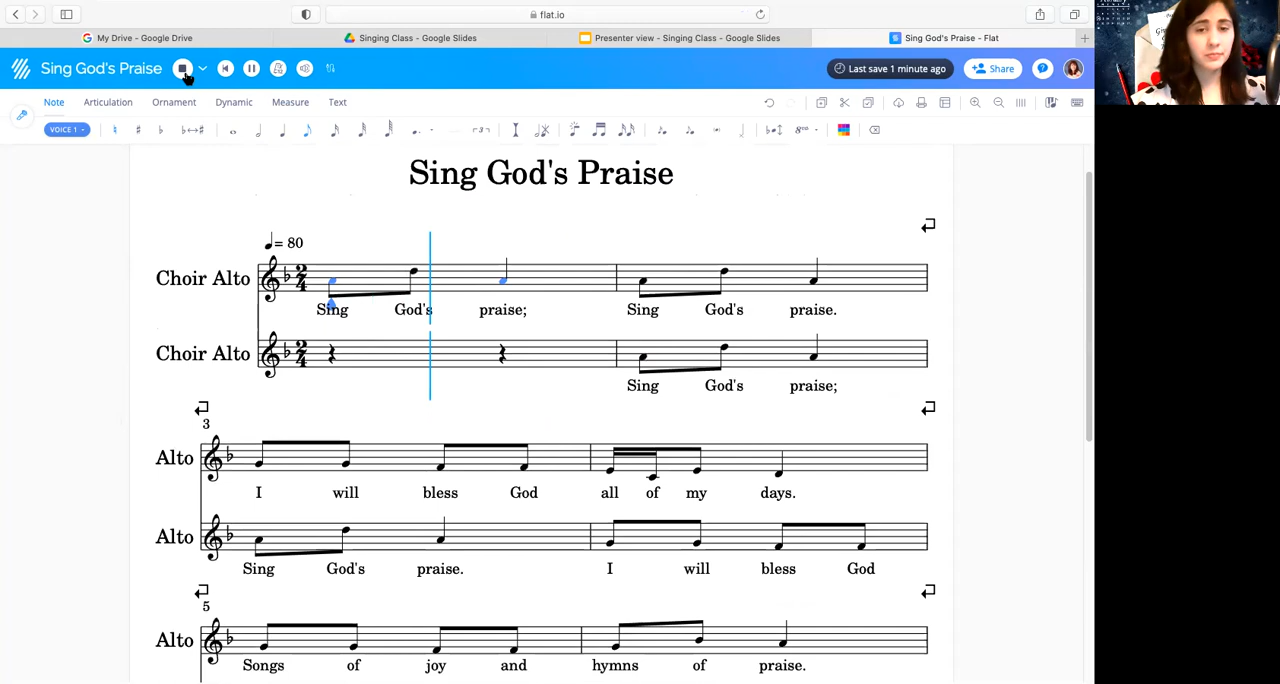 flat.io
My Drive - Google Drive
Singing Class - Google Slides
Presenter view - Singing Class - Google Slides
Sing God's Praise - Flat
Sing God's Praise
Last save 1 minute ago
Share
Note Articulation Ornament Dynamic Measure Text
VOICE 1
Sing God's Praise
= 80
Choir Alto
2 4
Sing God's praise; Sing God's praise.
Choir Alto
2 4
Sing God's praise;
3
Alto
I will bless God all of my days.
Alto
Sing God's praise. I will bless God
5
Alto
Songs of joy and hymns of praise.